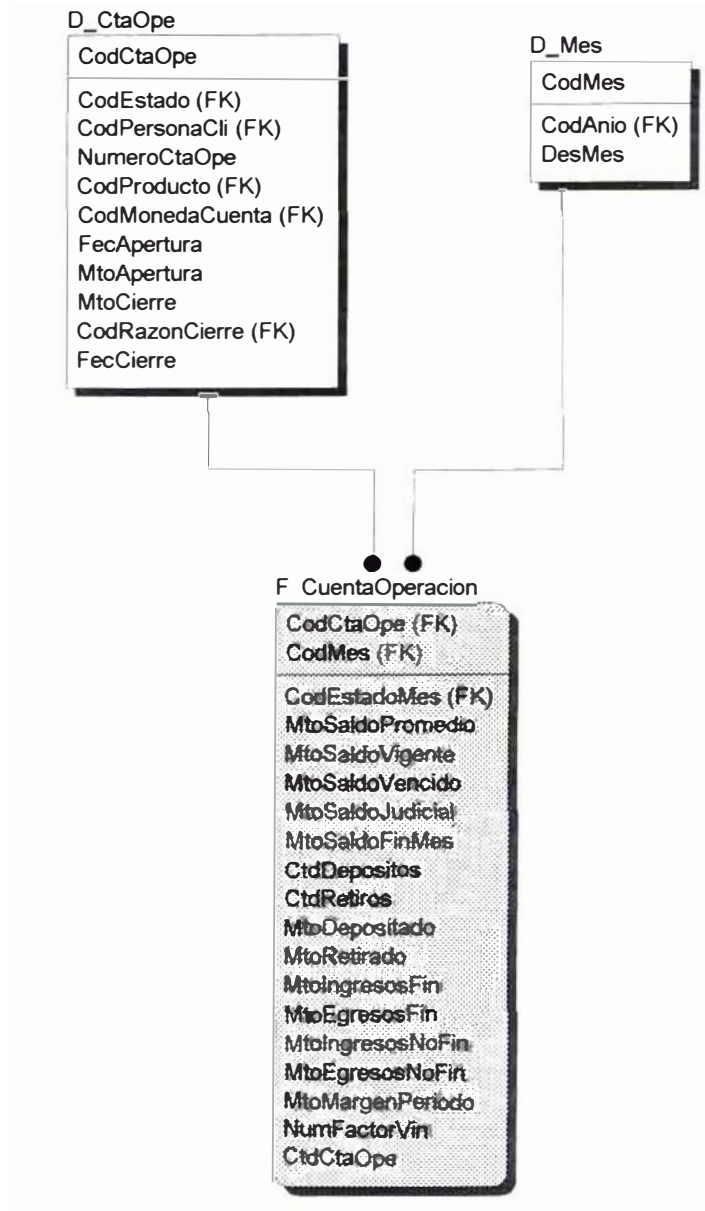 D_CtaOpe
CodCtaOpe
CodEstado (FK)
CodPersonaCli (FK)
NumeroCtaOpe
CodProducto (FK)
CodMonedaCuenta (FK)
FecApertura
MtoApertura
MtoCierre
CodRazonCierre (FK)
FecCierre
D_Mes
CodMes
CodAnio (FK)
DesMes
F_CuentaOperacion
CodCtaOpe (FK)
CodMes (FK)
CodEstadoMes (FK)
MtoSaldoPromedio
MtoSaldoVigente
MtoSaldoVencido
MtoSaldoJudicial
MtoSaldoFinMes
CtdDepositos
CtdRetiros
MtoDepositado
MtoRetirado
MtoIngresosFin
MtoEgresosFin
MtoIngresosNoFin
MtoEgresosNoFin
MtoMargenPeriodo
NumFactorVin
CtdCtaOpe